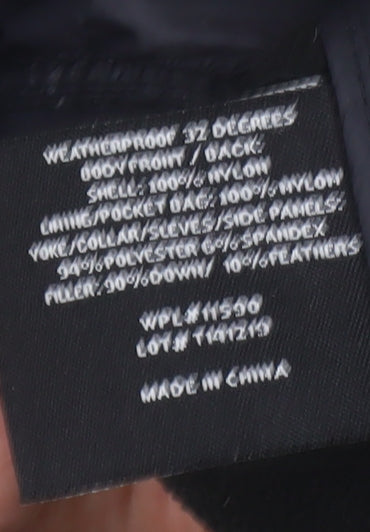 WEATHERPROOF 32 DEGREES
BODY FRONT / BACK:
SHELL: 100% NYLON
LINING/POCKET BAG: 100% NYLON
YOKE/COLLAR/SLEVES/SIDE PANELS:
94% POLYESTER 6% SPANDEX
FILLER: 90% DOWN/ 10% FEATHERS
WPL# 11590
LOT# T141219
MADE IN CHINA